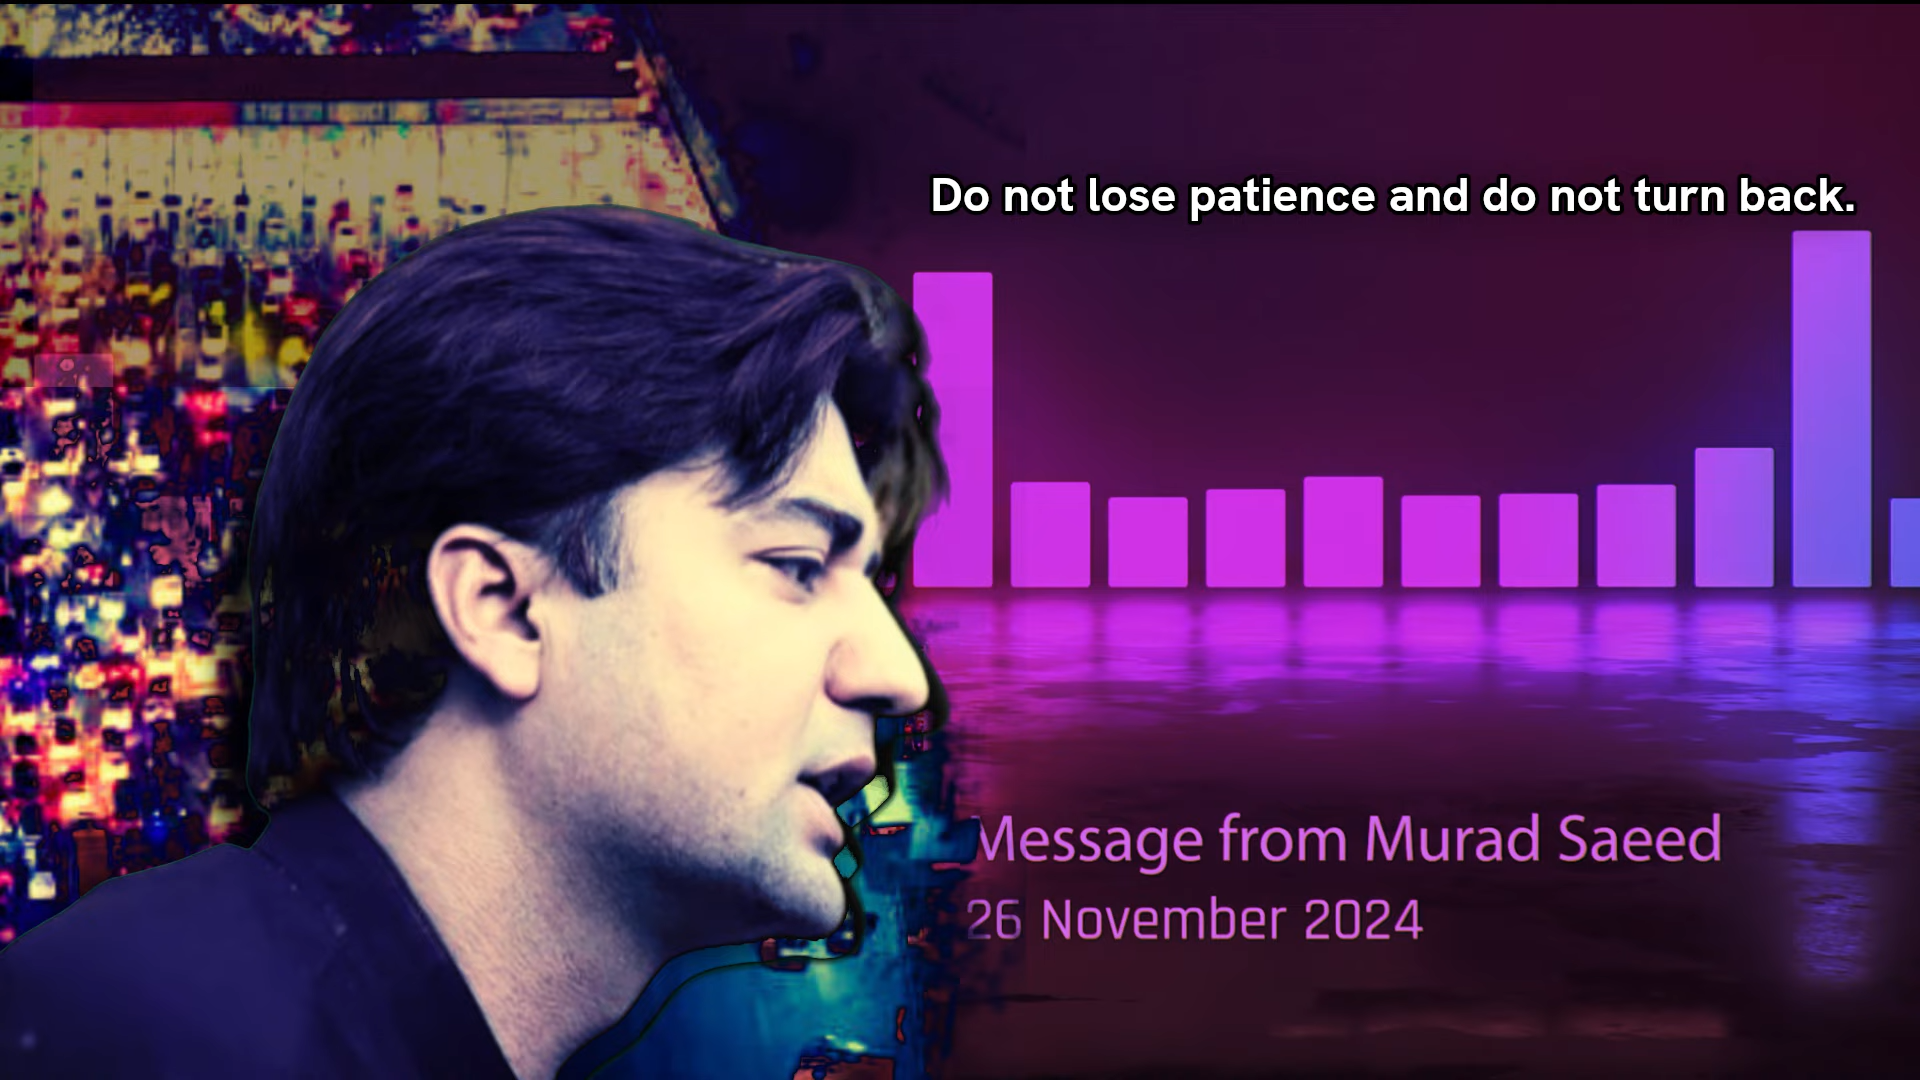 Do not lose patience and do not turn back.
Message from Murad Saeed
26 November 2024